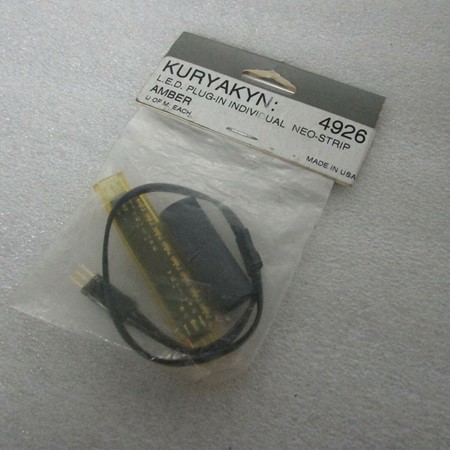 KURYAKYN: 4926
L.E.D. PLUG-IN INDIVIDUAL NEO-STRIP
AMBER
U OF M, EACH MADE IN USA